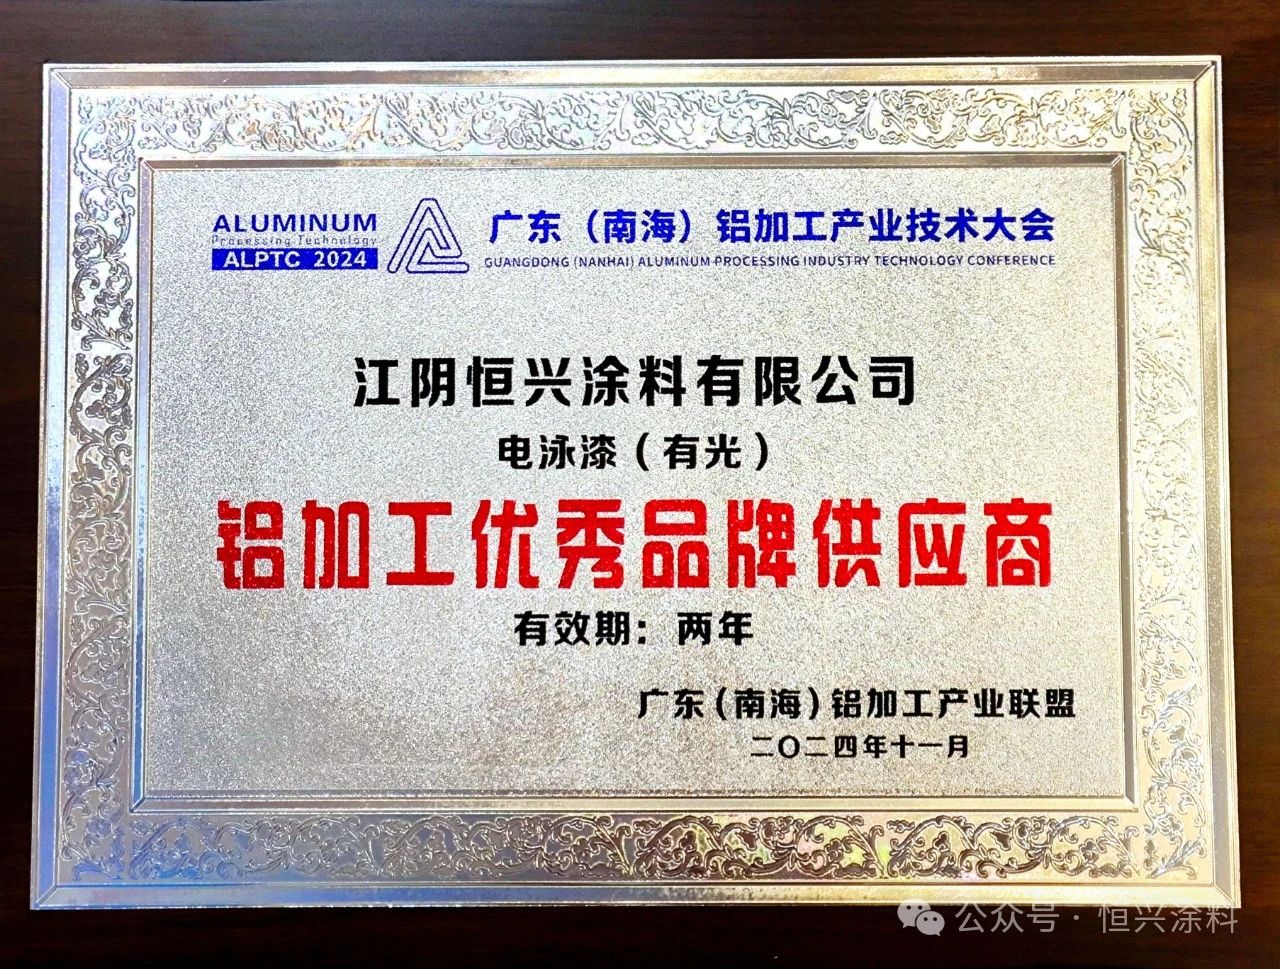 ALUMINUM
Processing Technology
ALPTC 2024
广东（南海）铝加工产业技术大会
GUANGDONG (NANHAI) ALUMINUM PROCESSING INDUSTRY TECHNOLOGY CONFERENCE
江阴恒兴涂料有限公司
电泳漆（有光）
铝加工优秀品牌供应商
有效期：两年
广东（南海）铝加工产业联盟
二〇二四年十一月
公众号·恒兴涂料